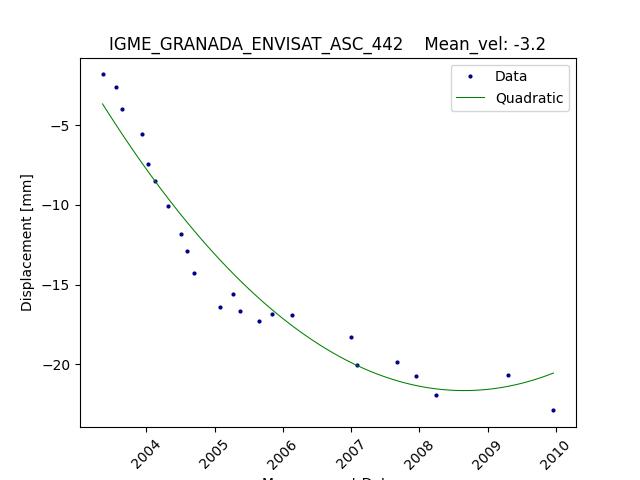 IGME_GRANADA_ENVISAT_ASC_442    Mean_vel: -3.2
Data
Quadratic
Displacement [mm]
−5
−10
−15
−20
2004
2005
2006
2007
2008
2009
2010